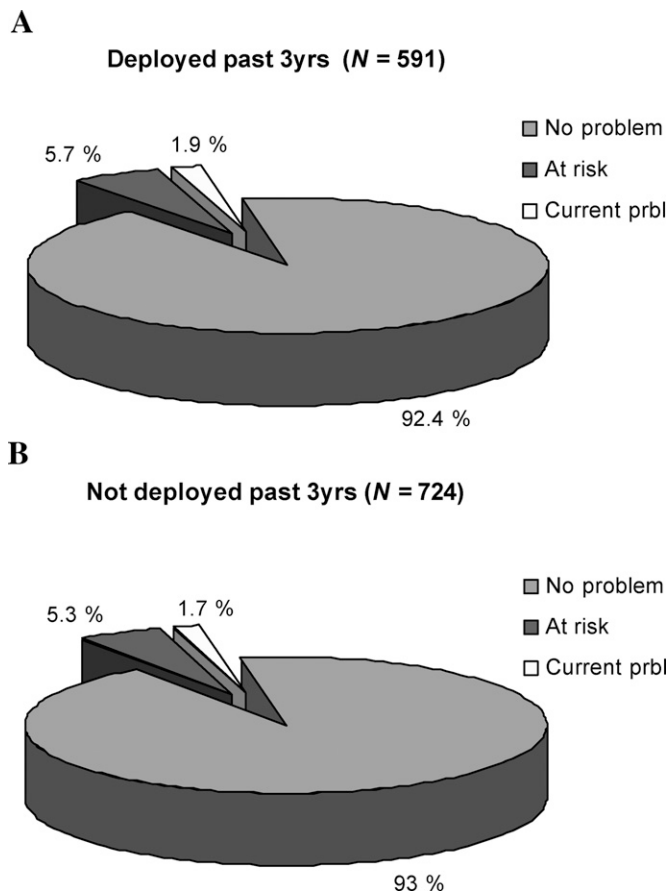 A
Deployed past 3yrs (N = 591)
5.7 %
1.9 %
No problem
At risk
Current prbl
92.4 %
B
Not deployed past 3yrs (N = 724)
5.3 %
1.7 %
No problem
At risk
Current prbl
93 %